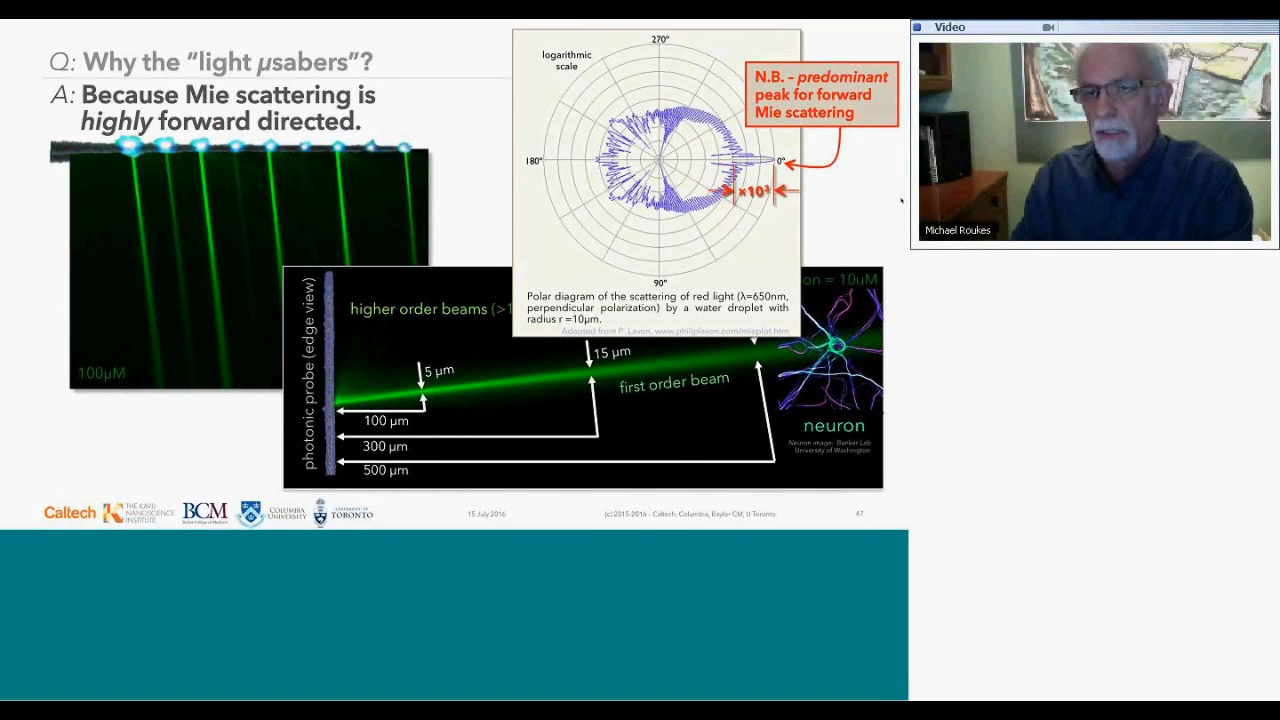 Q: Why the “light µsabers”?
A: Because Mie scattering is
highly forward directed.
100µM
logarithmic
scale
270°
180°
0°
90°
×10³
N.B. – predominant
peak for forward
Mie scattering
Polar diagram of the scattering of red light (λ=650nm,
perpendicular polarization) by a water droplet with
radius r =10µm.
Adapted from P. Laven, www.philiplaven.com/mieplot.htm
photonic probe (edge view)
higher order beams (>1
on = 10uM
5 µm
15 µm
first order beam
100 µm
300 µm
500 µm
neuron
Neuron image: Banker Lab
University of Washington
Caltech
THE KAVLI
NANOSCIENCE
INSTITUTE
BCM
Baylor College of Medicine
COLUMBIA
UNIVERSITY
UNIVERSITY OF
TORONTO
15 July 2016
(c) 2015-2016 - Caltech, Columbia, Baylor CM, U Toronto
47
Video
Michael Roukes